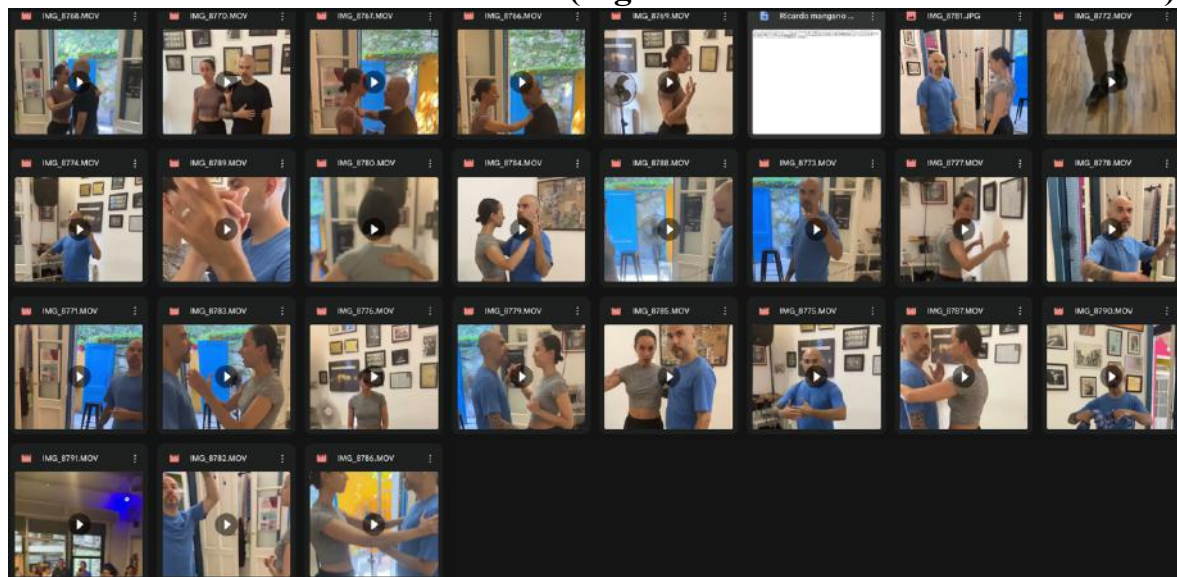 IMG_8768.MOV IMG_8770.MOV IMG_8767.MOV IMG_8766.MOV IMG_8769.MOV Ricardo mangano ... IMG_8781.JPG IMG_8772.MOV
IMG_8774.MOV IMG_8789.MOV IMG_8780.MOV IMG_8784.MOV IMG_8788.MOV IMG_8773.MOV IMG_8777.MOV IMG_8778.MOV
IMG_8771.MOV IMG_8783.MOV IMG_8776.MOV IMG_8779.MOV IMG_8785.MOV IMG_8775.MOV IMG_8787.MOV IMG_8790.MOV
IMG_8791.MOV IMG_8782.MOV IMG_8786.MOV